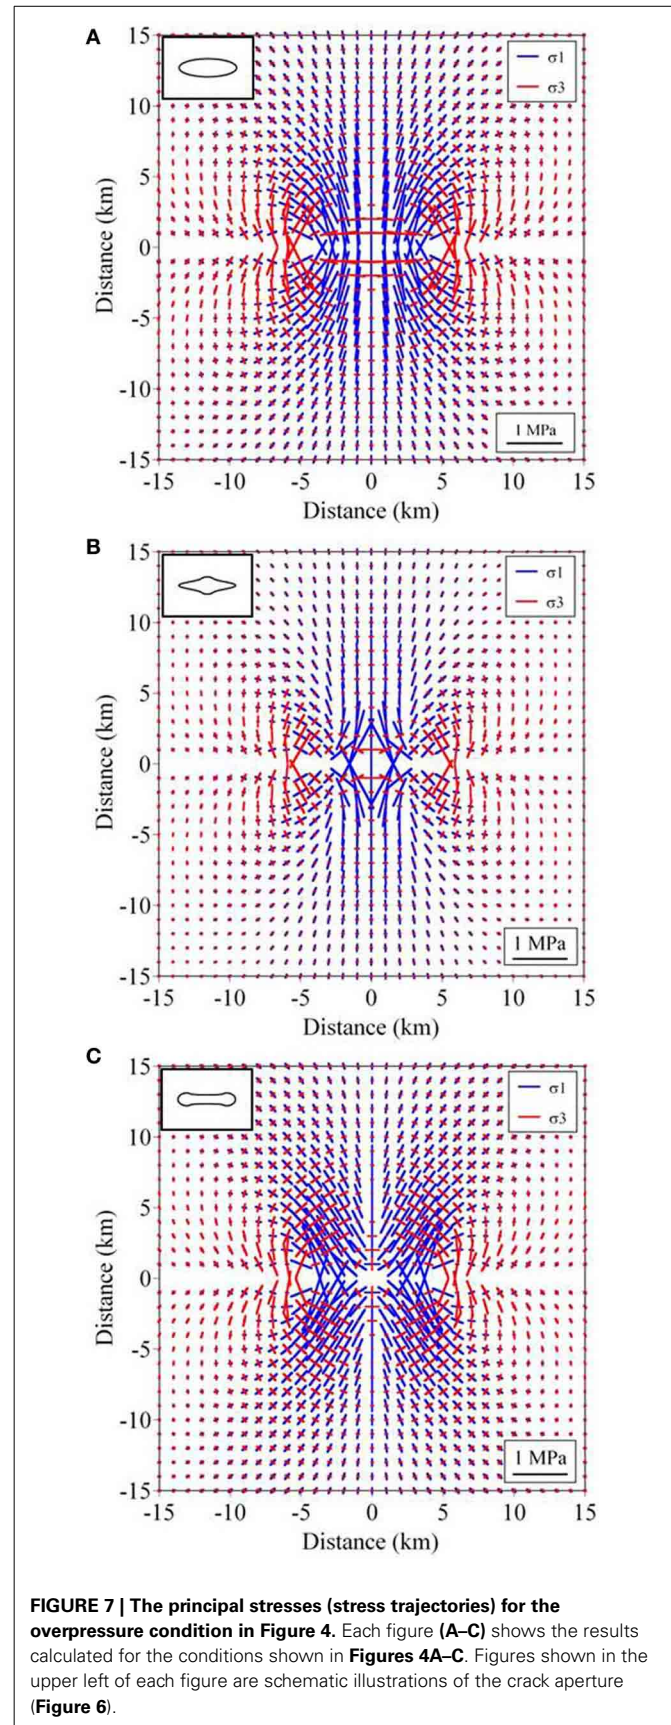 A
15
10
5
0
-5
-10
-15
Distance (km)
σ1
σ3
1 MPa
-15 -10 -5 0 5 10 15
Distance (km)
B
15
10
5
0
-5
-10
-15
Distance (km)
σ1
σ3
1 MPa
-15 -10 -5 0 5 10 15
Distance (km)
C
15
10
5
0
-5
-10
-15
Distance (km)
σ1
σ3
1 MPa
-15 -10 -5 0 5 10 15
Distance (km)
FIGURE 7 | The principal stresses (stress trajectories) for the
overpressure condition in Figure 4. Each figure (A–C) shows the results
calculated for the conditions shown in Figures 4A–C. Figures shown in the
upper left of each figure are schematic illustrations of the crack aperture
(Figure 6).